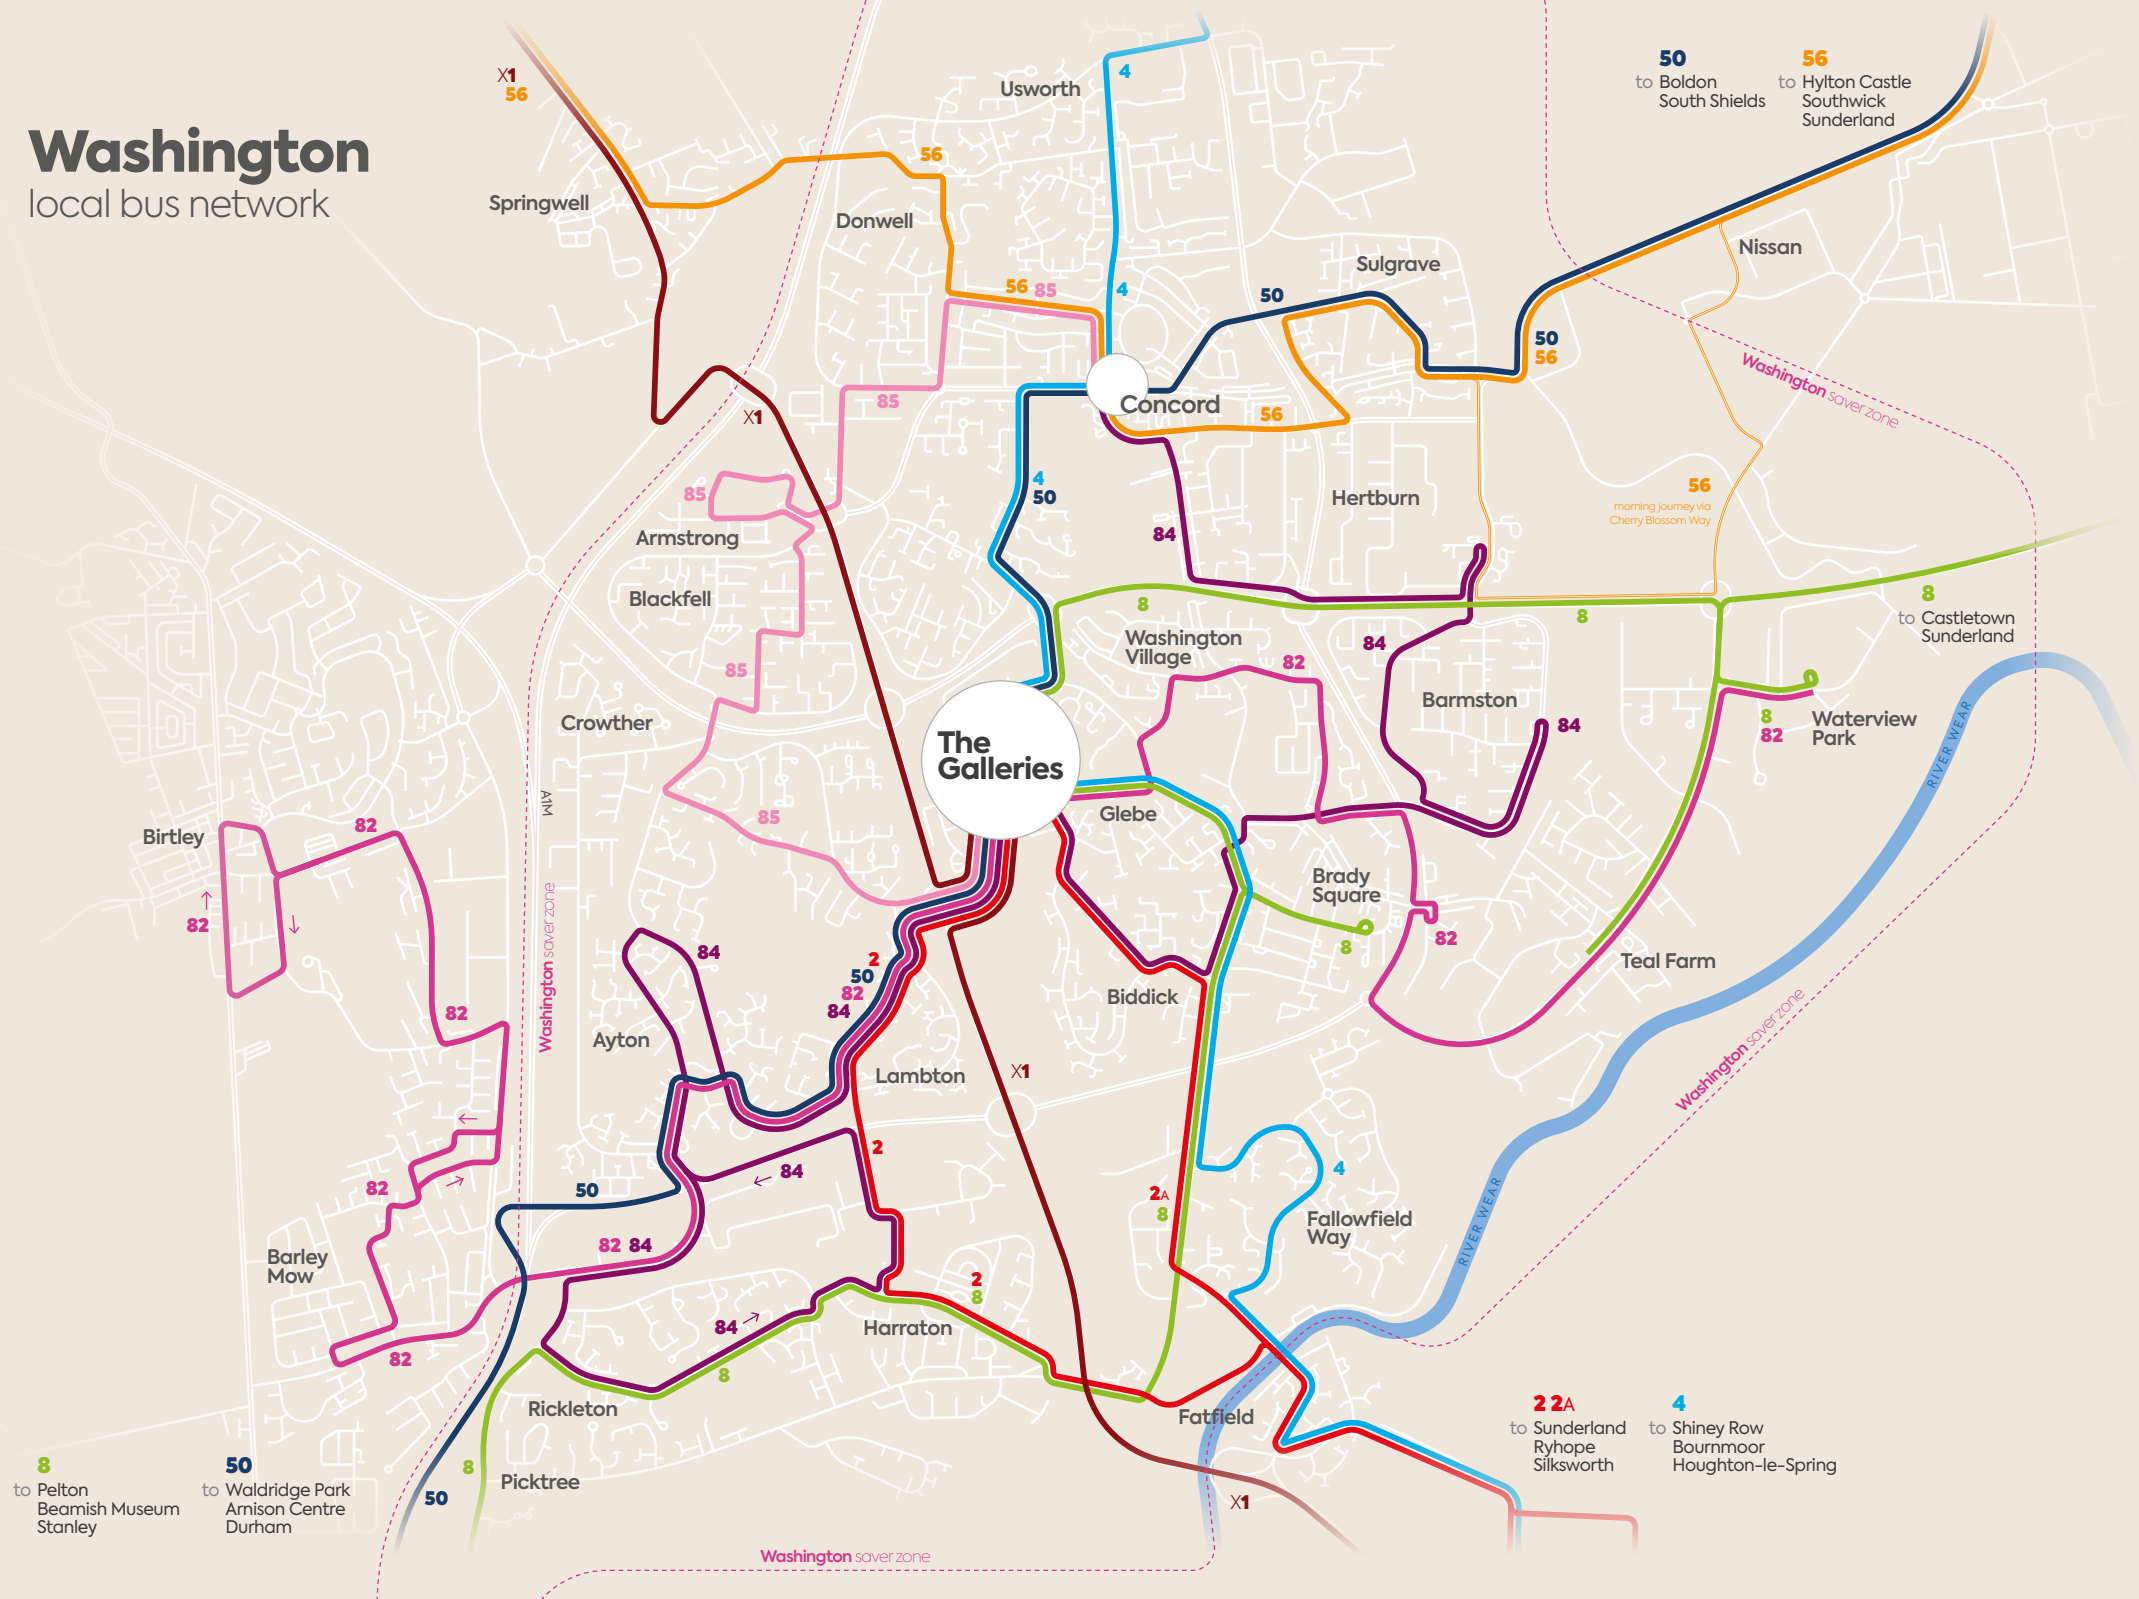 Washington
local bus network
X1
56
Springwell
56
Donwell
Usworth
4
50
to Boldon
South Shields
56
to Hylton Castle
Southwick
Sunderland
Nissan
Sulgrave
56 85
4
50
50
56
Washington saver zone
X1
85
Concord
56
85
4
50
Hertburn
56
morning journey via
Cherry Blossom Way
Armstrong
84
Blackfell
8
8
8
to Castletown
Sunderland
Washington
Village
84
82
85
Crowther
Barmston
84
8
82
Waterview
Park
RIVER WEAR
The
Galleries
A1M
85
Glebe
Birtley
82
82
Washington saver zone
Brady
Square
8
82
Teal Farm
84
2
50
82
84
Biddick
82
Ayton
Lambton
X1
Washington saver zone
2
84
82
50
4
2A
8
Fallowfield
Way
RIVER WEAR
82 84
Barley
Mow
2
8
84
Harraton
82
8
Rickleton
Fatfield
8
to Pelton
Beamish Museum
Stanley
50
to Waldridge Park
Arnison Centre
Durham
50
8
Picktree
X1
2 2A
to Sunderland
Ryhope
Silksworth
4
to Shiney Row
Bournmoor
Houghton-le-Spring
Washington saver zone